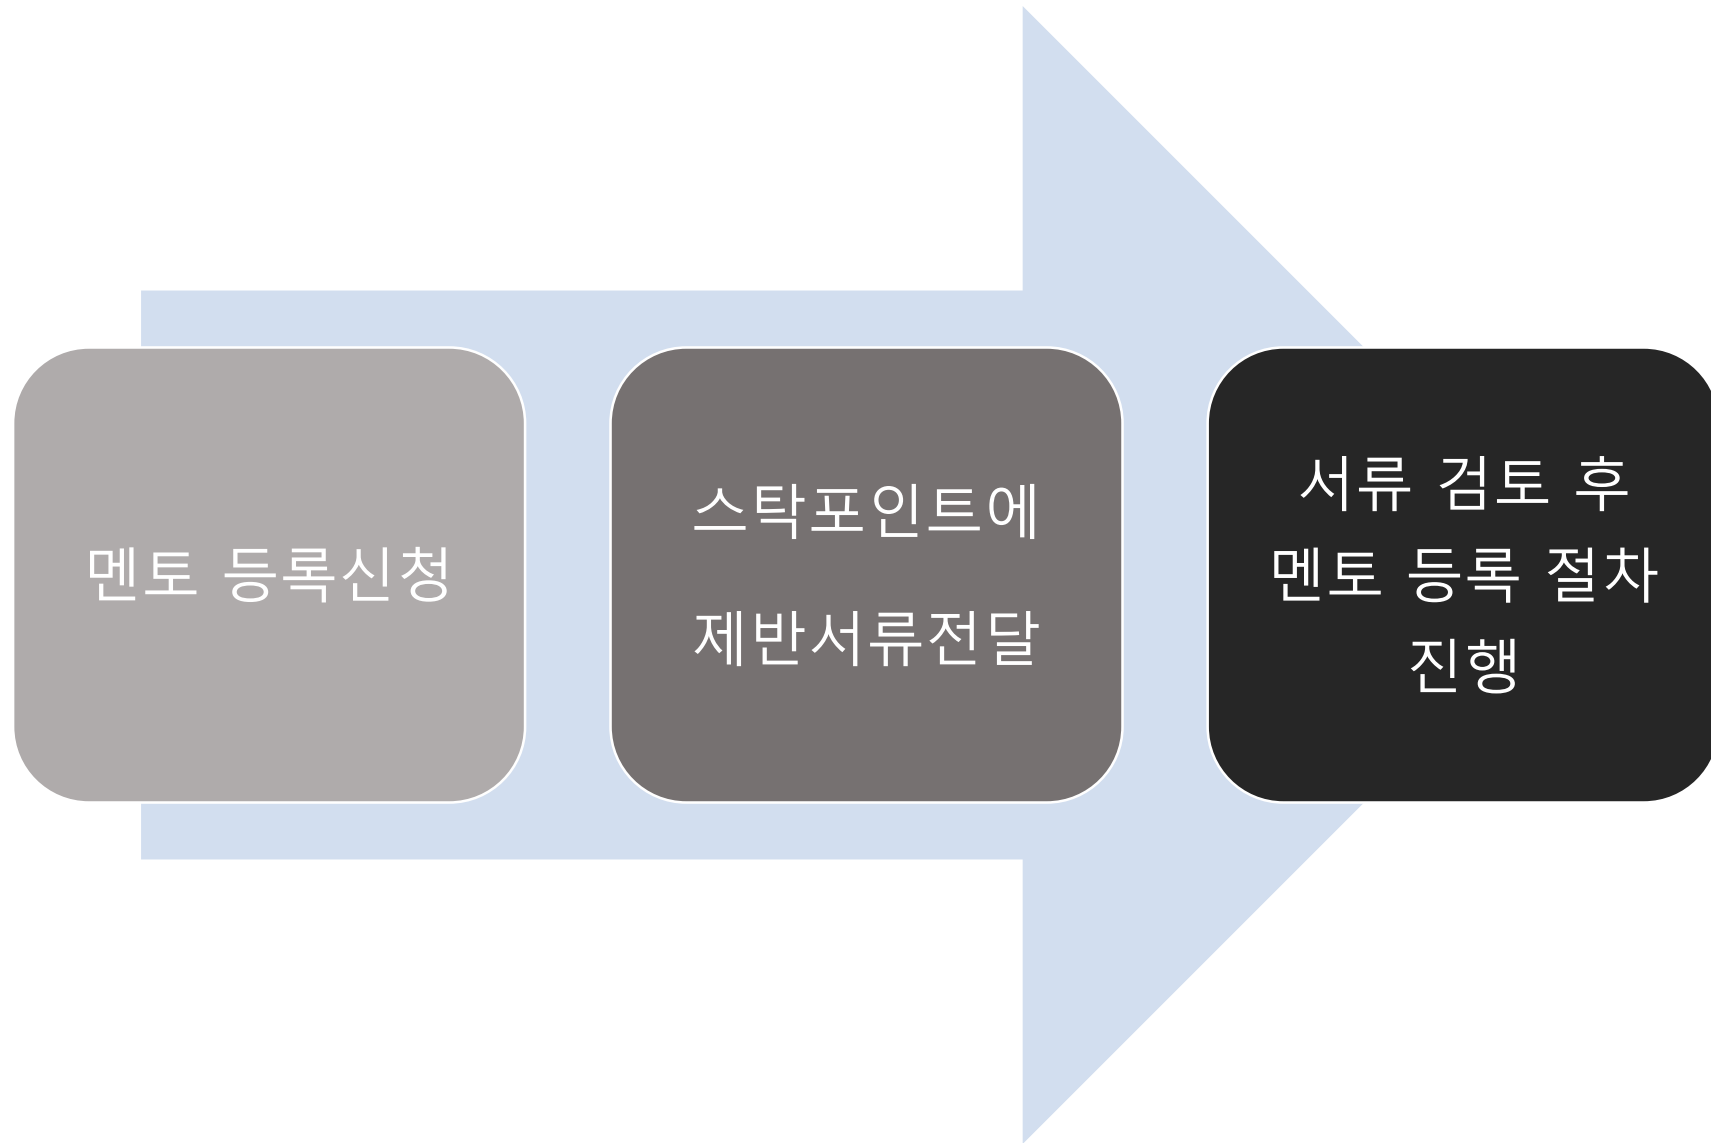 멘토 등록신청
스탁포인트에
제반서류전달
서류 검토 후
멘토 등록 절차
진행